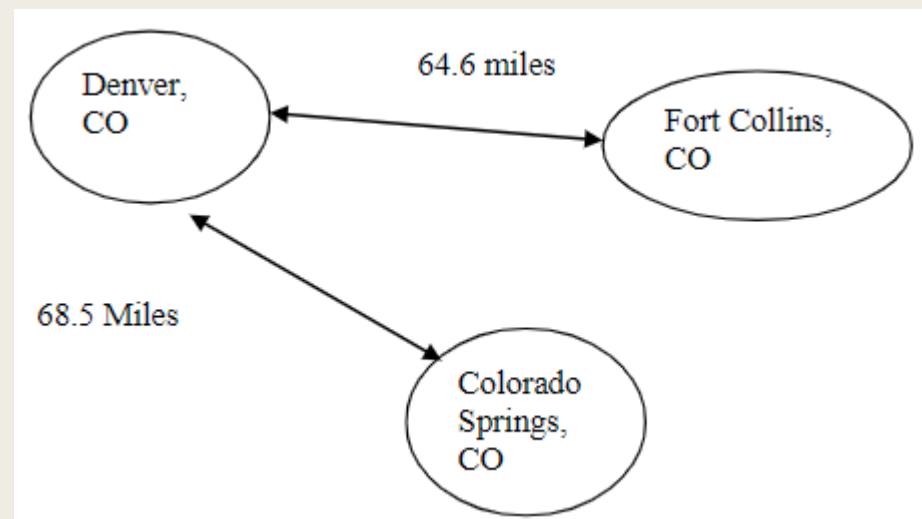 Denver,
CO
64.6 miles
Fort Collins,
CO
68.5 Miles
Colorado
Springs,
CO